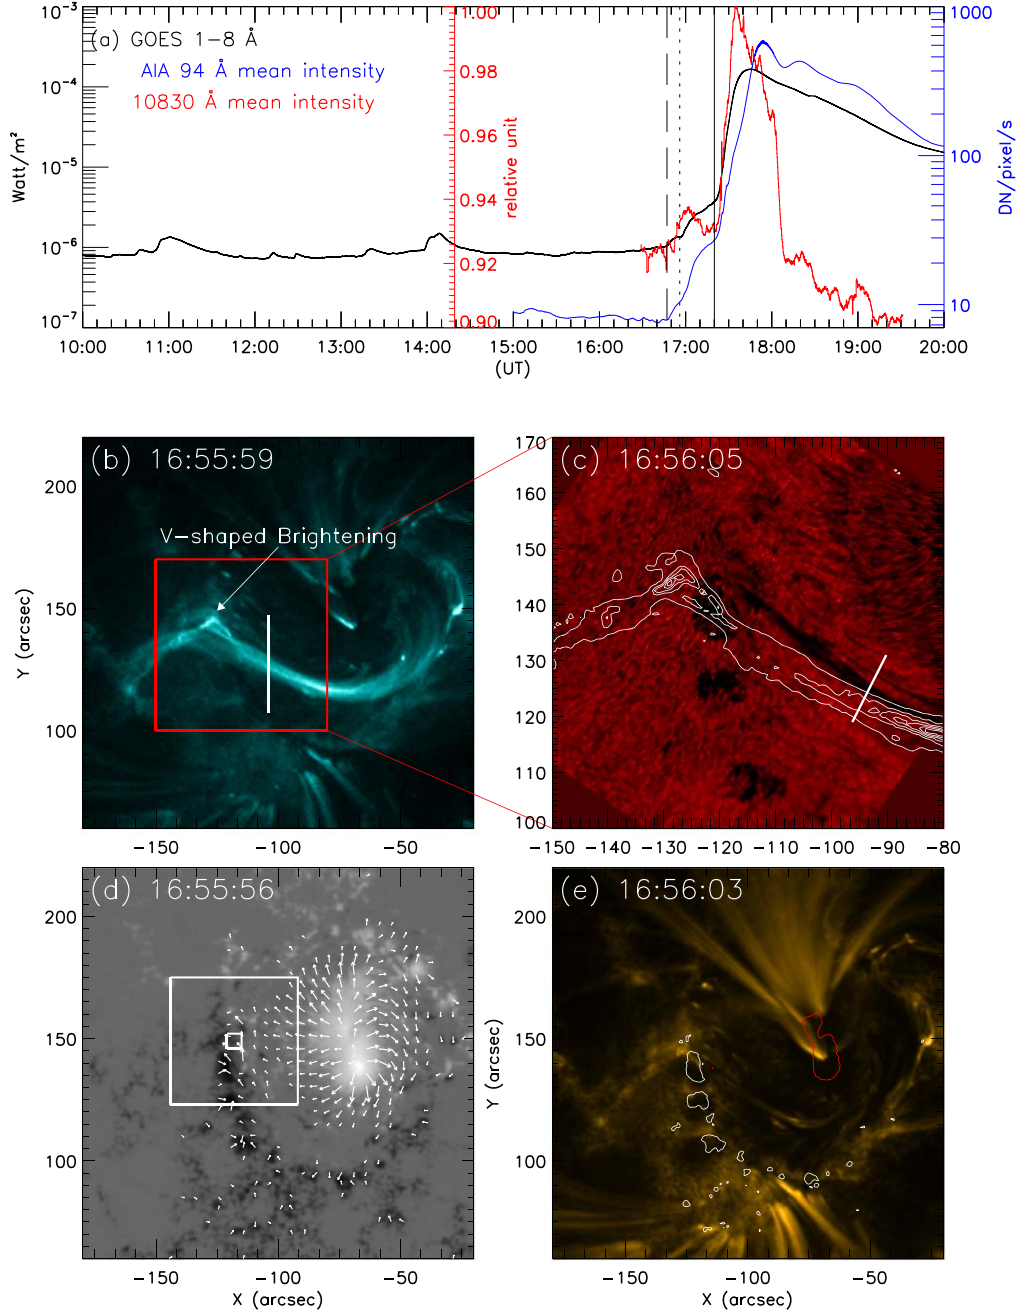 (a) GOES 1−8 Å
AIA 94 Å mean intensity
10830 Å mean intensity
Watt/m²
10⁻³
10⁻⁴
10⁻⁵
10⁻⁶
10⁻⁷
relative unit
1.00
0.98
0.96
0.94
0.92
0.90
DN/pixel/s
1000
100
10
10:00 11:00 12:00 13:00 14:00 15:00 16:00 17:00 18:00 19:00 20:00
(UT)
(b) 16:55:59
V−shaped Brightening
Y (arcsec)
200
150
100
−150 −100 −50
(c) 16:56:05
170
160
150
140
130
120
110
100
−150 −140 −130 −120 −110 −100 −90 −80
(d) 16:55:56
Y (arcsec)
200
150
100
−150 −100 −50
X (arcsec)
(e) 16:56:03
Y (arcsec)
200
150
100
−150 −100 −50
X (arcsec)